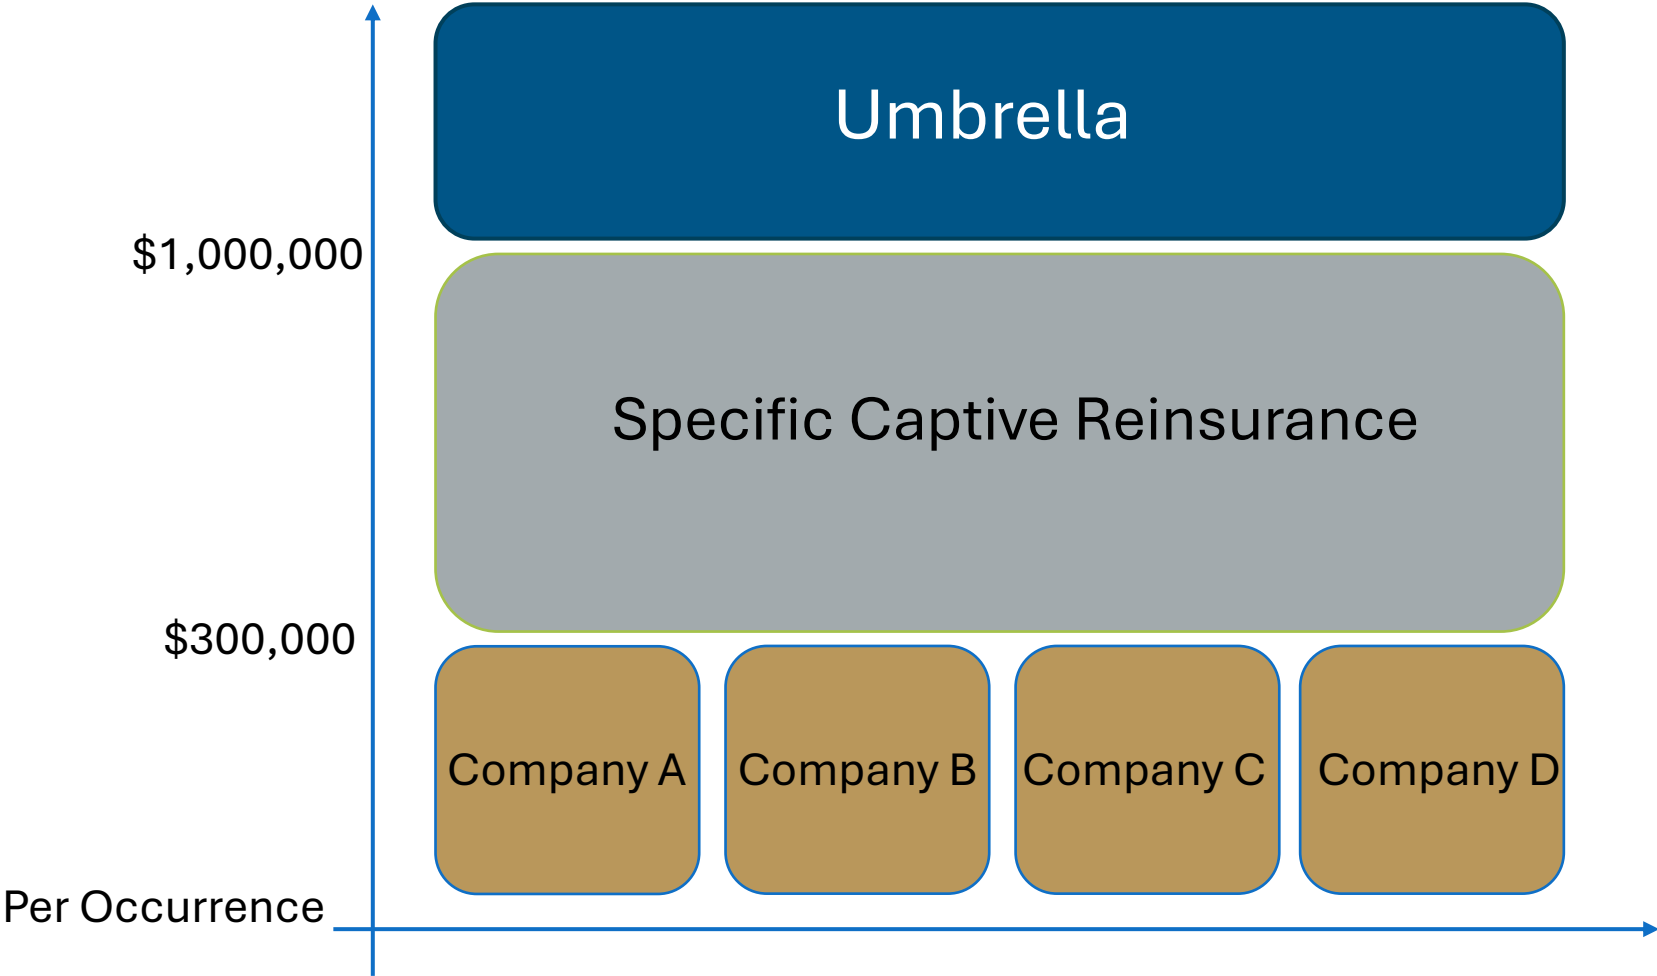 Umbrella
$1,000,000
Specific Captive Reinsurance
$300,000
Company A
Company B
Company C
Company D
Per Occurrence